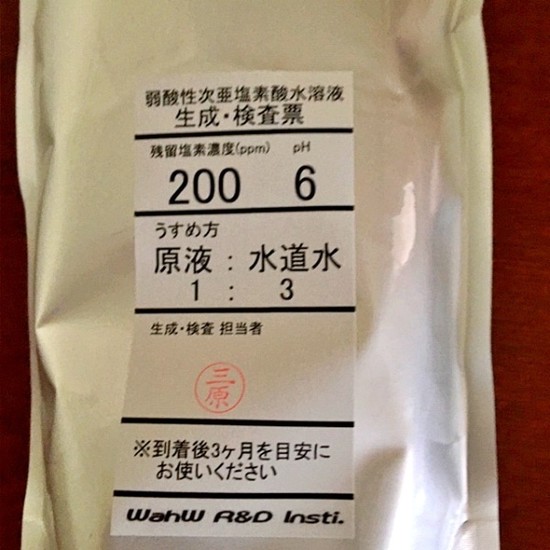 弱酸性次亜塩素酸水溶液
生成・検査票
残留塩素濃度(ppm) pH
200 6
うすめ方
原液 : 水道水
1 : 3
生成・検査 担当者
三原
※到着後3ヶ月を目安に
お使いください
WahW R&D Insti.